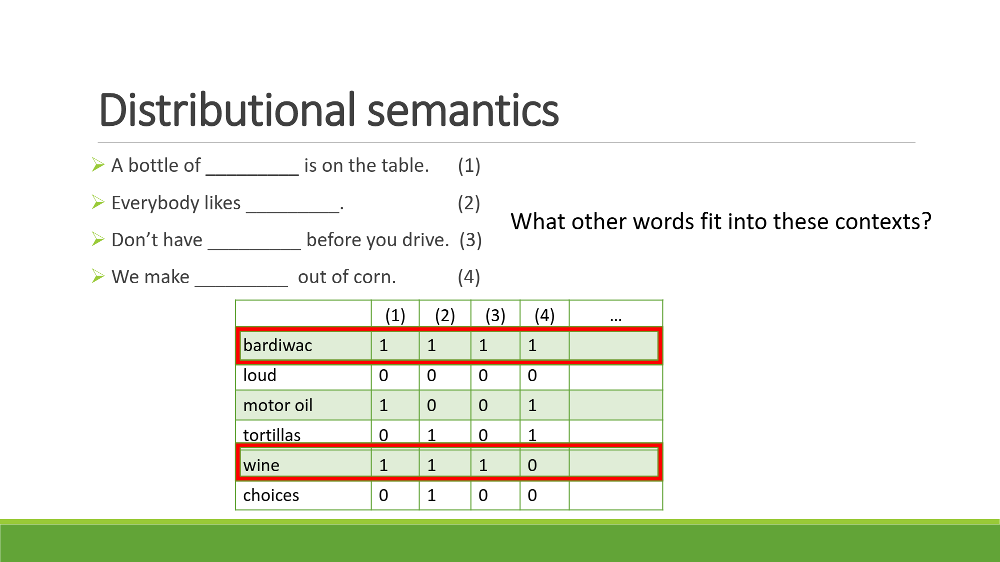 Distributional semantics
A bottle of _________ is on the table. (1)
Everybody likes _________. (2)
Don’t have _________ before you drive. (3)
We make _________ out of corn. (4)
What other words fit into these contexts?
(1) (2) (3) (4) ...
bardiwac 1 1 1 1
loud 0 0 0 0
motor oil 1 0 0 1
tortillas 0 1 0 1
wine 1 1 1 0
choices 0 1 0 0